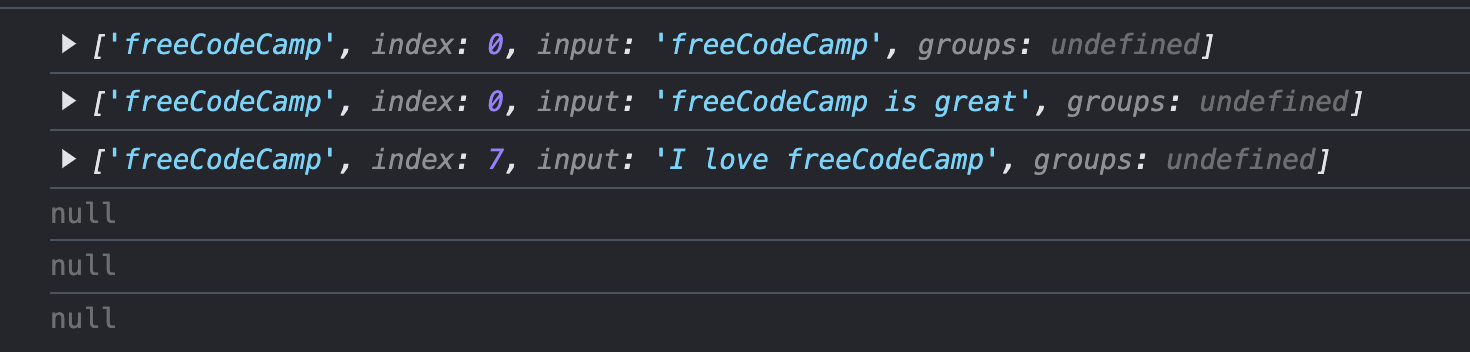 ['freeCodeCamp', index: 0, input: 'freeCodeCamp', groups: undefined]
['freeCodeCamp', index: 0, input: 'freeCodeCamp is great', groups: undefined]
['freeCodeCamp', index: 7, input: 'I love freeCodeCamp', groups: undefined]
null
null
null